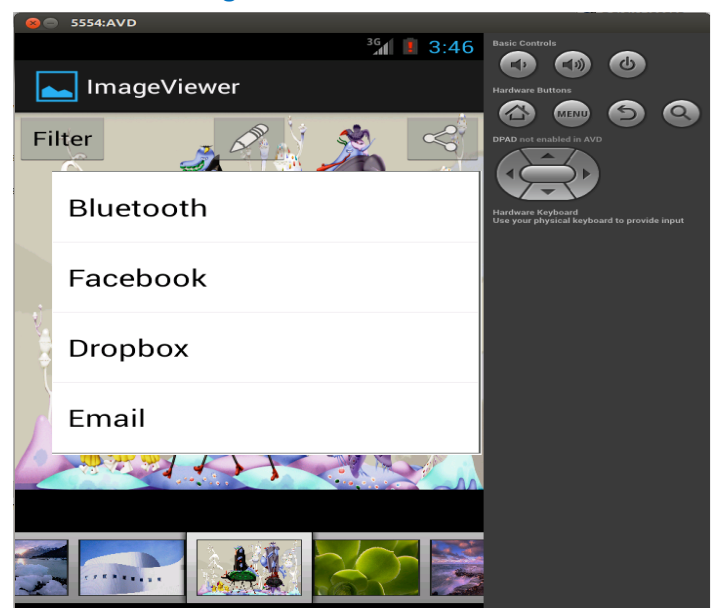 5554:AVD
3G
3:46
ImageViewer
Filter
Bluetooth
Facebook
Dropbox
Email
Basic Controls
Hardware Buttons
MENU
DPAD not enabled in AVD
Hardware Keyboard
Use your physical keyboard to provide input